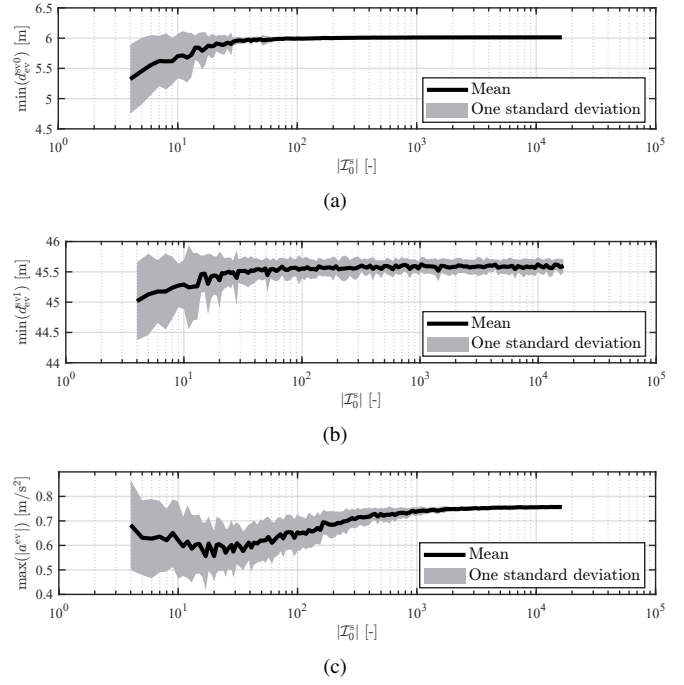 6.5
6
5.5
5
4.5
min(d_ev^sv0) [m]
Mean
One standard deviation
10^0 10^1 10^2 10^3 10^4 10^5
|I_0^s| [-]
(a)
46
45.5
45
44.5
44
min(d_ev^sv1) [m]
Mean
One standard deviation
10^0 10^1 10^2 10^3 10^4 10^5
|I_0^s| [-]
(b)
0.8
0.7
0.6
0.5
0.4
max(|a^ev|) [m/s^2]
Mean
One standard deviation
10^0 10^1 10^2 10^3 10^4 10^5
|I_0^s| [-]
(c)